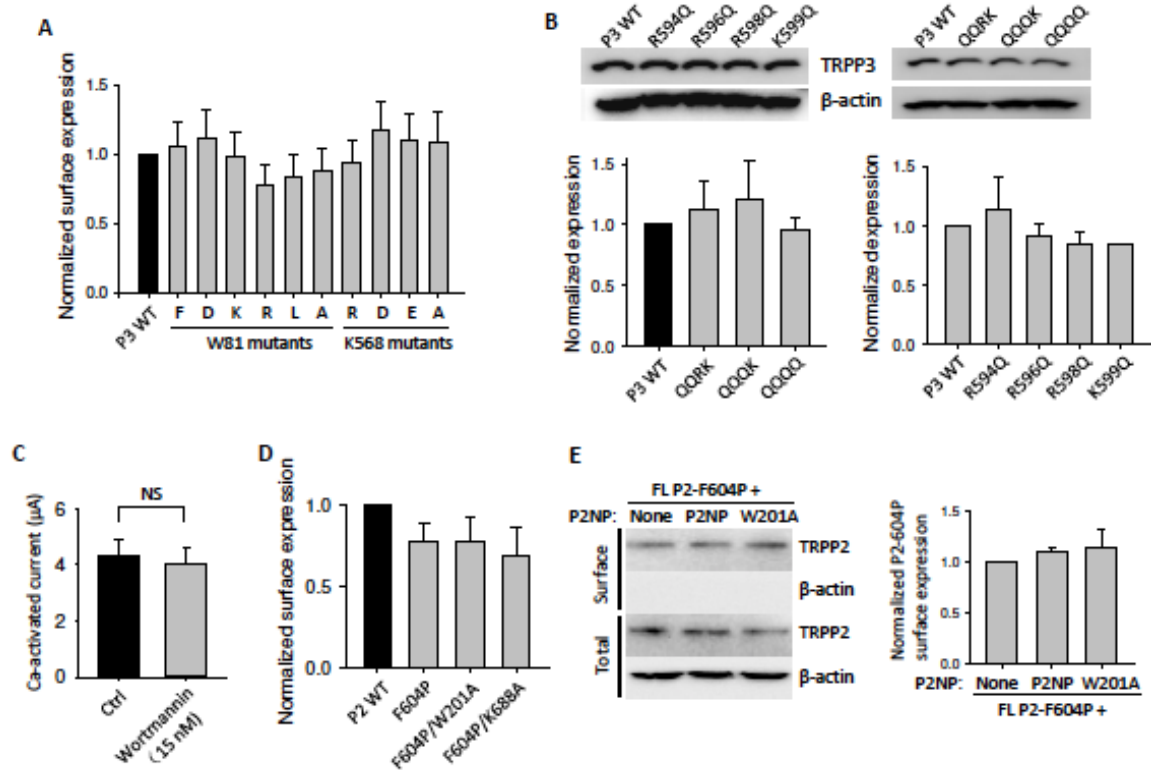 A
Normalized surface expression
1.5
1.0
0.5
0.0
P3 WT
F D K R L A R D E A
W81 mutants K568 mutants
B
P3 WT R594Q R596Q R598Q K599Q
TRPP3
β-actin
P3 WT QQRK QQQK QQQQ
Normalized expression
1.5
1.0
0.5
0.0
P3 WT QQRK QQQK QQQQ
Normalized dexpression
1.5
1.0
0.5
0.0
P3 WT R594Q R596Q R598Q K599Q
C
Ca-activated current (µA)
6
4
2
0
NS
Ctrl
Wortmannin
(15 nM)
D
Normalized surface expression
1.0
0.5
0.0
P2 WT F604P F604P/W201A F604P/K688A
E
FL P2-F604P +
P2NP: None P2NP W201A
Surface
TRPP2
β-actin
Total
TRPP2
β-actin
Normalized P2-604P
surface expression
1.5
1.0
0.5
0.0
P2NP: None P2NP W201A
FL P2-F604P +